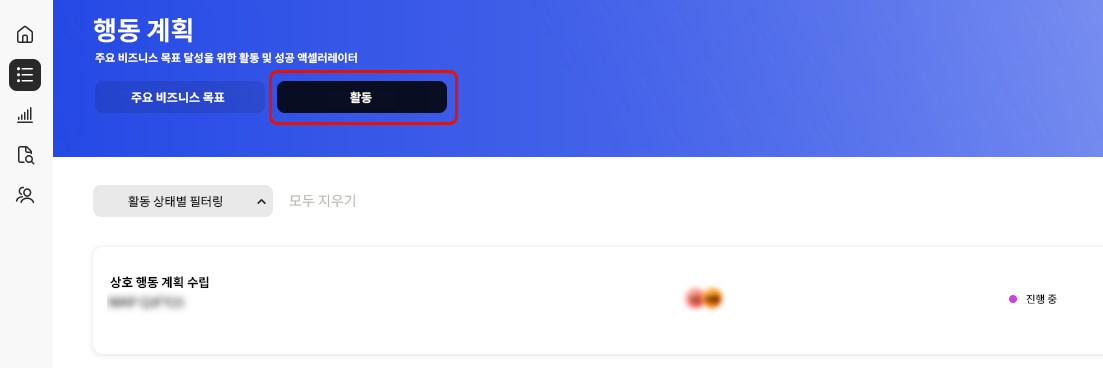 행동 계획
주요 비즈니스 목표 달성을 위한 활동 및 성공 액셀러레이터
주요 비즈니스 목표
활동
활동 상태별 필터링
모두 지우기
상호 행동 계획 수립
진행 중